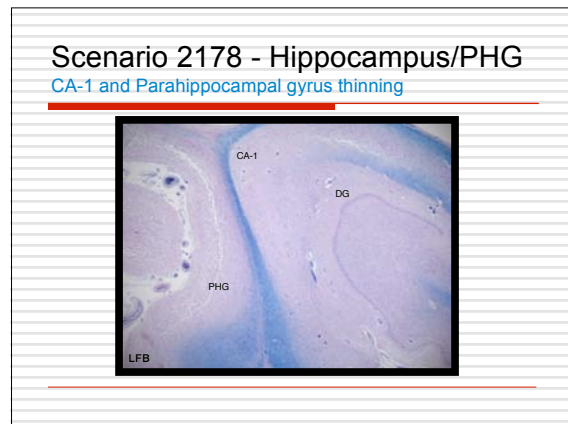 Scenario 2178 - Hippocampus/PHG
CA-1 and Parahippocampal gyrus thinning
CA-1
DG
PHG
LFB